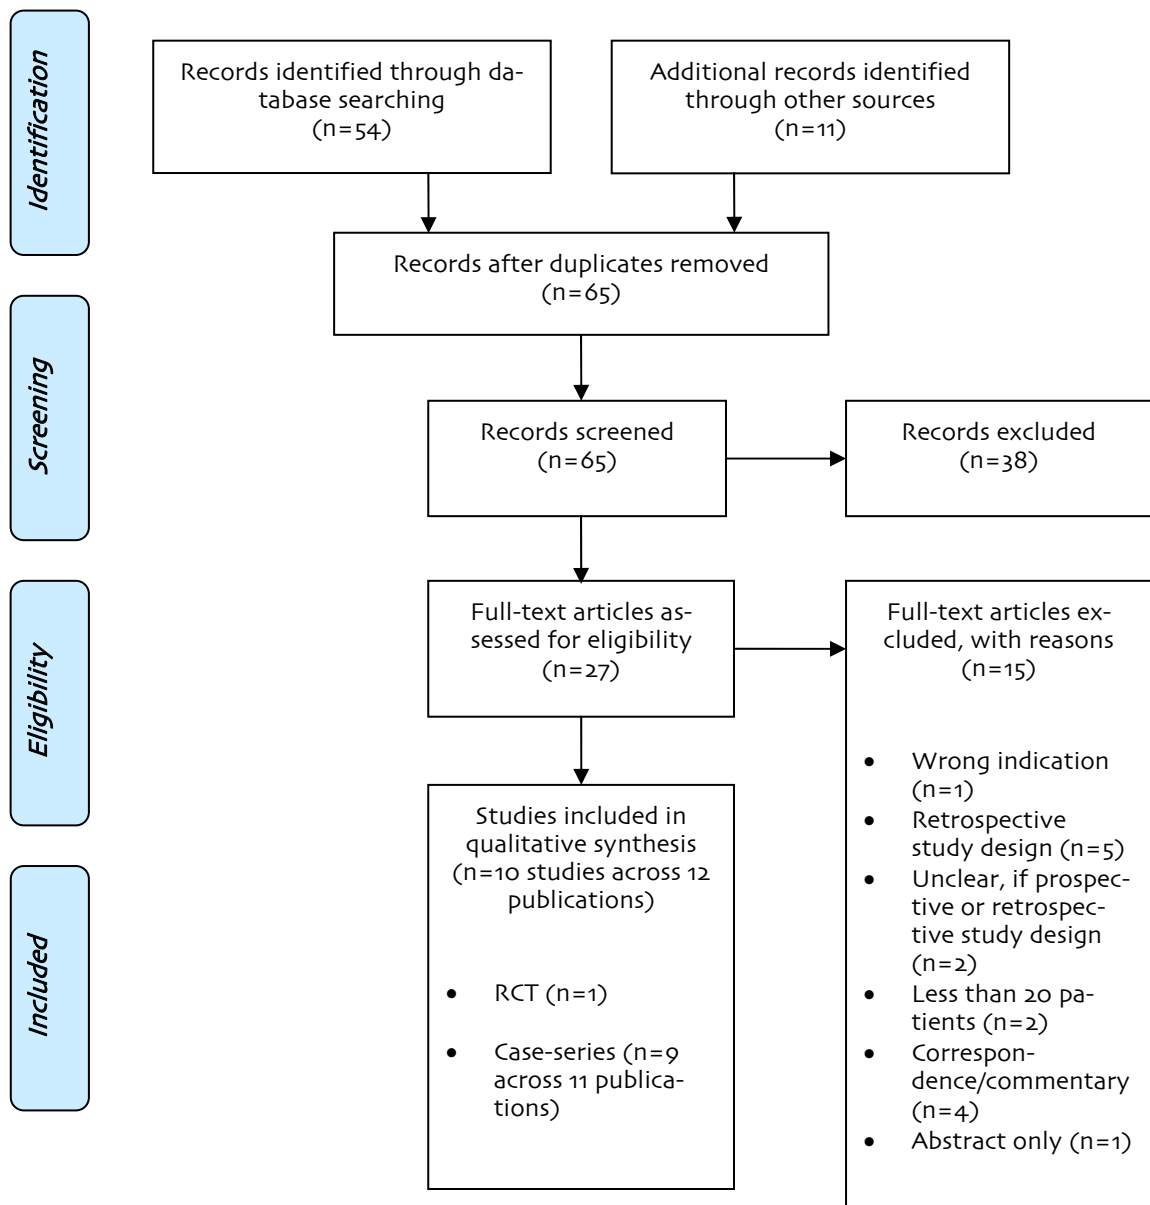 Identification
Records identified through da-
tabase searching
(n=54)
Additional records identified
through other sources
(n=11)
Records after duplicates removed
(n=65)
Screening
Records screened
(n=65)
Records excluded
(n=38)
Eligibility
Full-text articles as-
sessed for eligibility
(n=27)
Full-text articles ex-
cluded, with reasons
(n=15)
• Wrong indication
(n=1)
• Retrospective
study design (n=5)
• Unclear, if prospec-
tive or retrospec-
tive study design
(n=2)
• Less than 20 pa-
tients (n=2)
• Correspon-
dence/commentary
(n=4)
• Abstract only (n=1)
Included
Studies included in
qualitative synthesis
(n=10 studies across 12
publications)
• RCT (n=1)
• Case-series (n=9
across 11 publica-
tions)